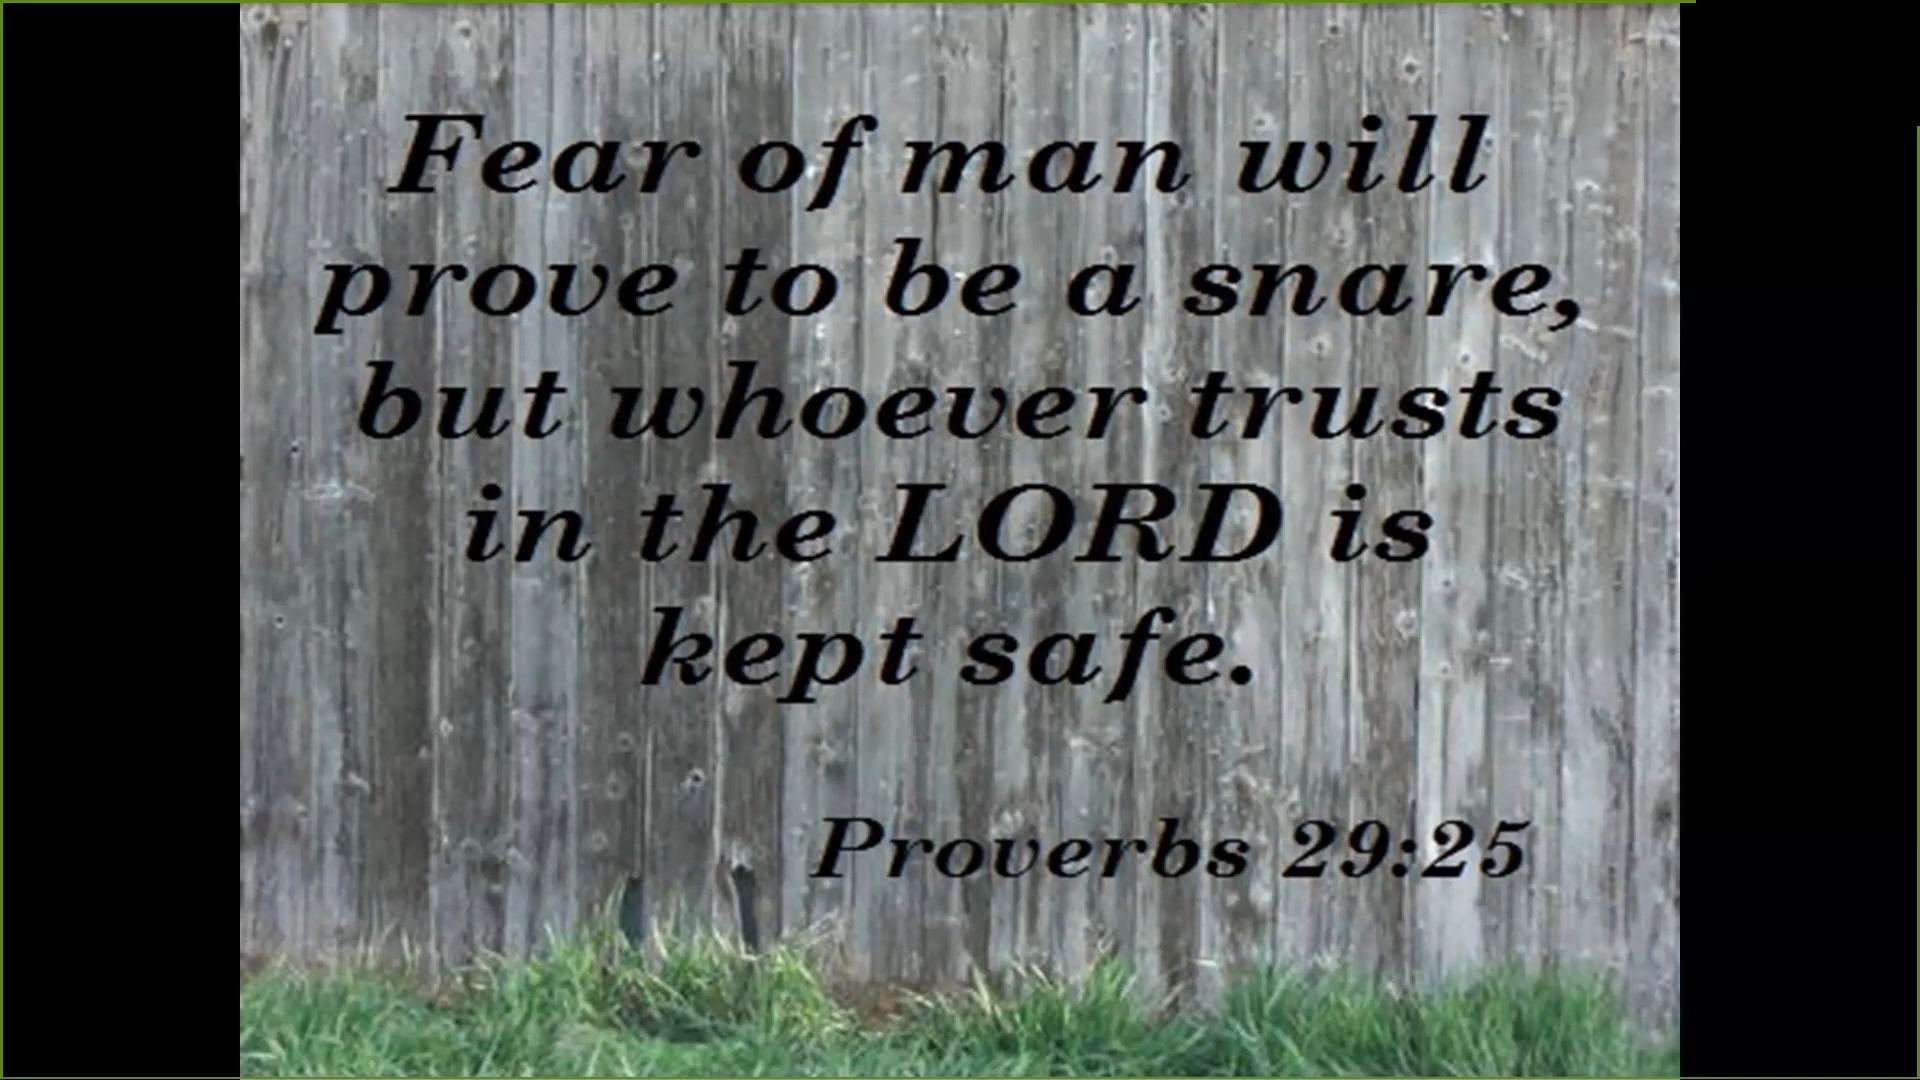 Fear of man will
prove to be a snare,
but whoever trusts
in the LORD is
kept safe.
Proverbs 29:25